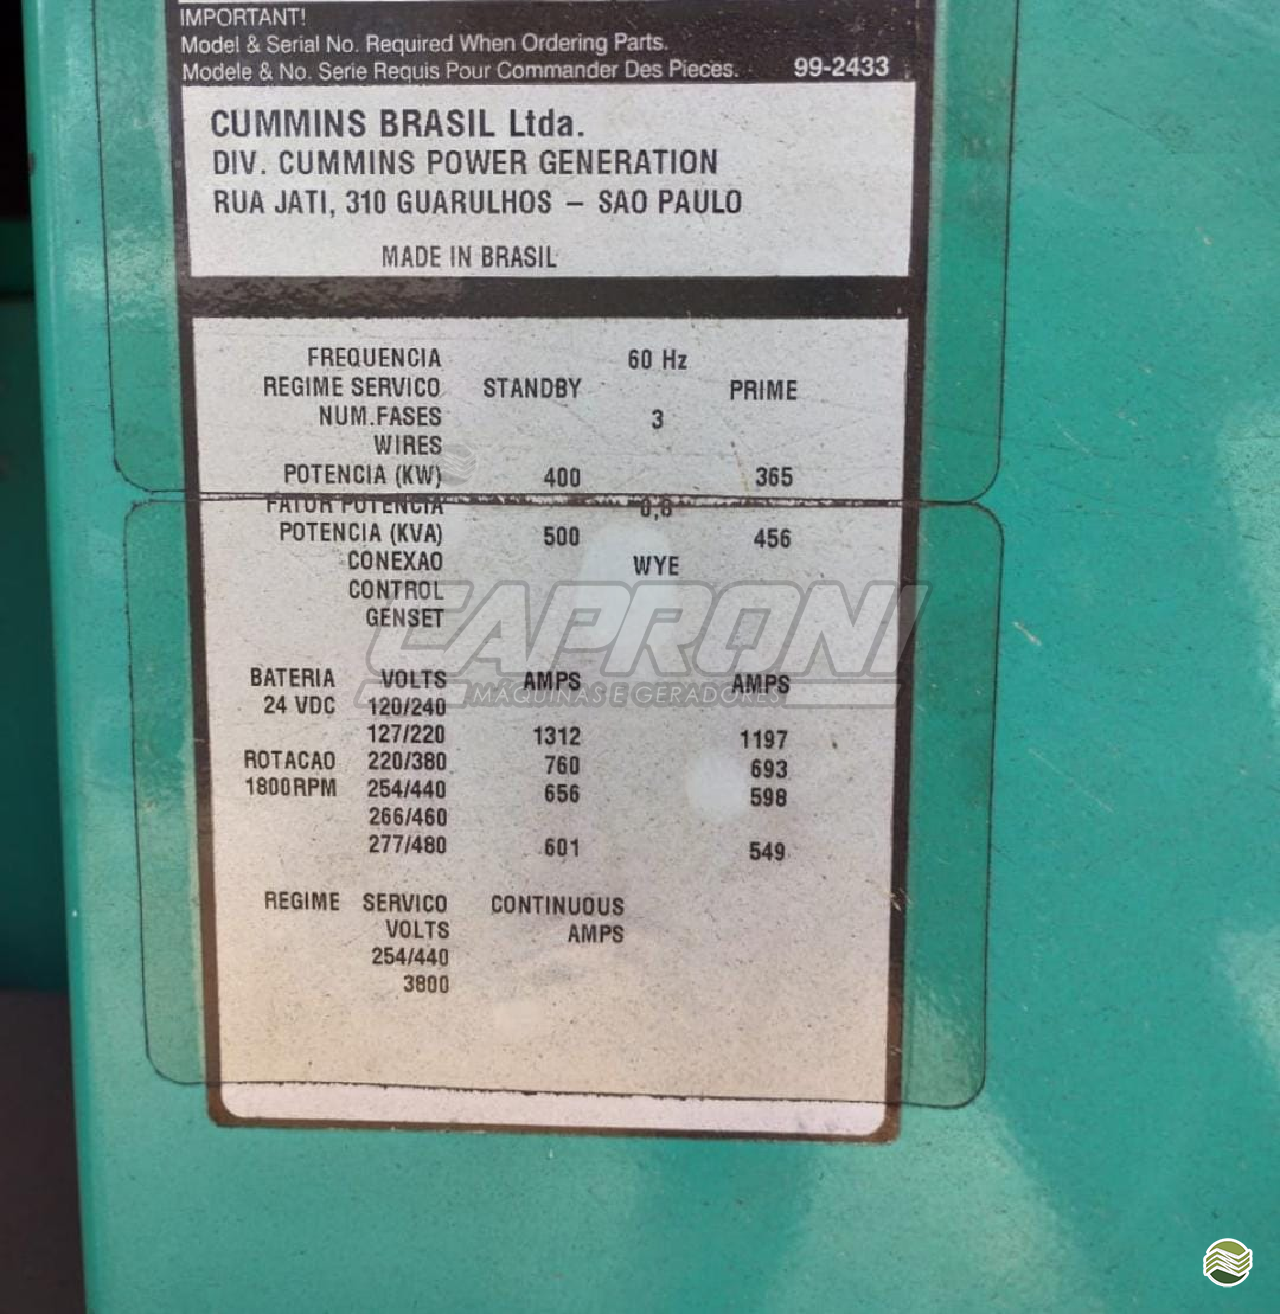 IMPORTANT!
Model & Serial No. Required When Ordering Parts.
Modele & No. Serie Requis Pour Commander Des Pieces. 99-2433
CUMMINS BRASIL Ltda.
DIV. CUMMINS POWER GENERATION
RUA JATI, 310 GUARULHOS – SAO PAULO
MADE IN BRASIL
FREQUENCIA 60 Hz
REGIME SERVICO STANDBY PRIME
NUM.FASES 3
WIRES
POTENCIA (KW) 400 365
FATOR POTENCIA 0,8
POTENCIA (KVA) 500 456
CONEXAO WYE
CONTROL
GENSET
CAPRONI
MÁQUINAS E GERADORES
BATERIA VOLTS AMPS AMPS
24 VDC 120/240
127/220 1312 1197
ROTACAO 220/380 760 693
1800RPM 254/440 656 598
266/460
277/480 601 549
REGIME SERVICO CONTINUOUS
VOLTS AMPS
254/440
3800